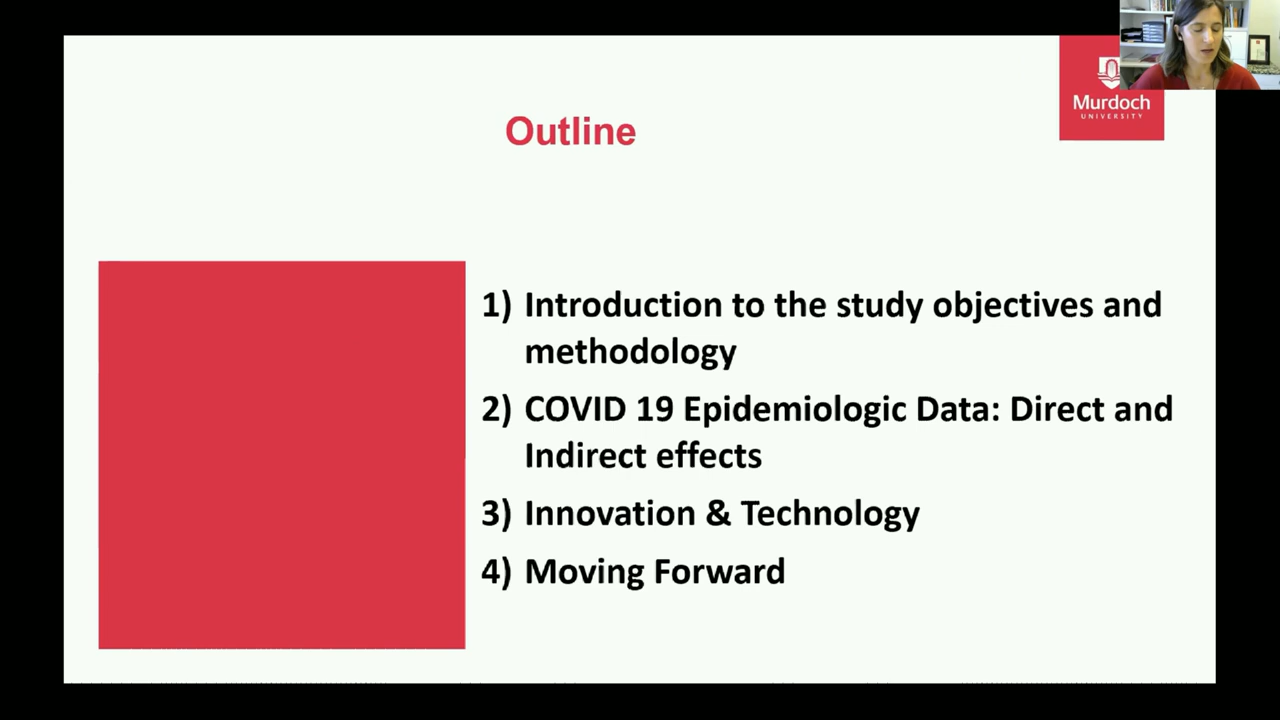 Outline
Murdoch
UNIVERSITY
1) Introduction to the study objectives and
methodology
2) COVID 19 Epidemiologic Data: Direct and
Indirect effects
3) Innovation & Technology
4) Moving Forward